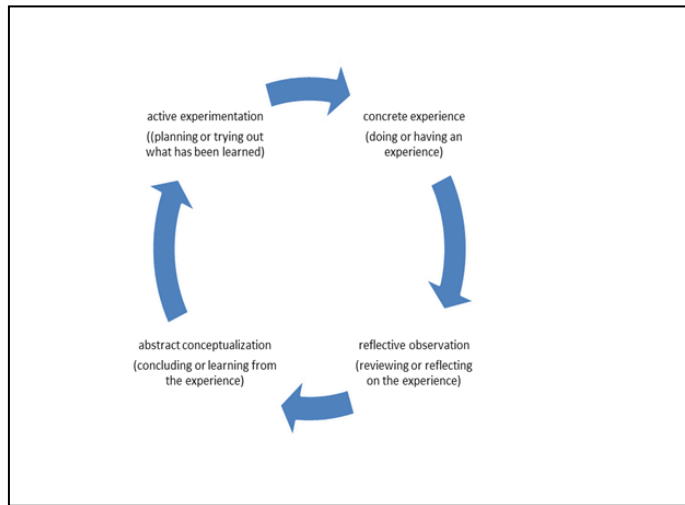 active experimentation
((planning or trying out
what has been learned)
concrete experience
(doing or having an
experience)
abstract conceptualization
(concluding or learning from
the experience)
reflective observation
(reviewing or reflecting
on the experience)